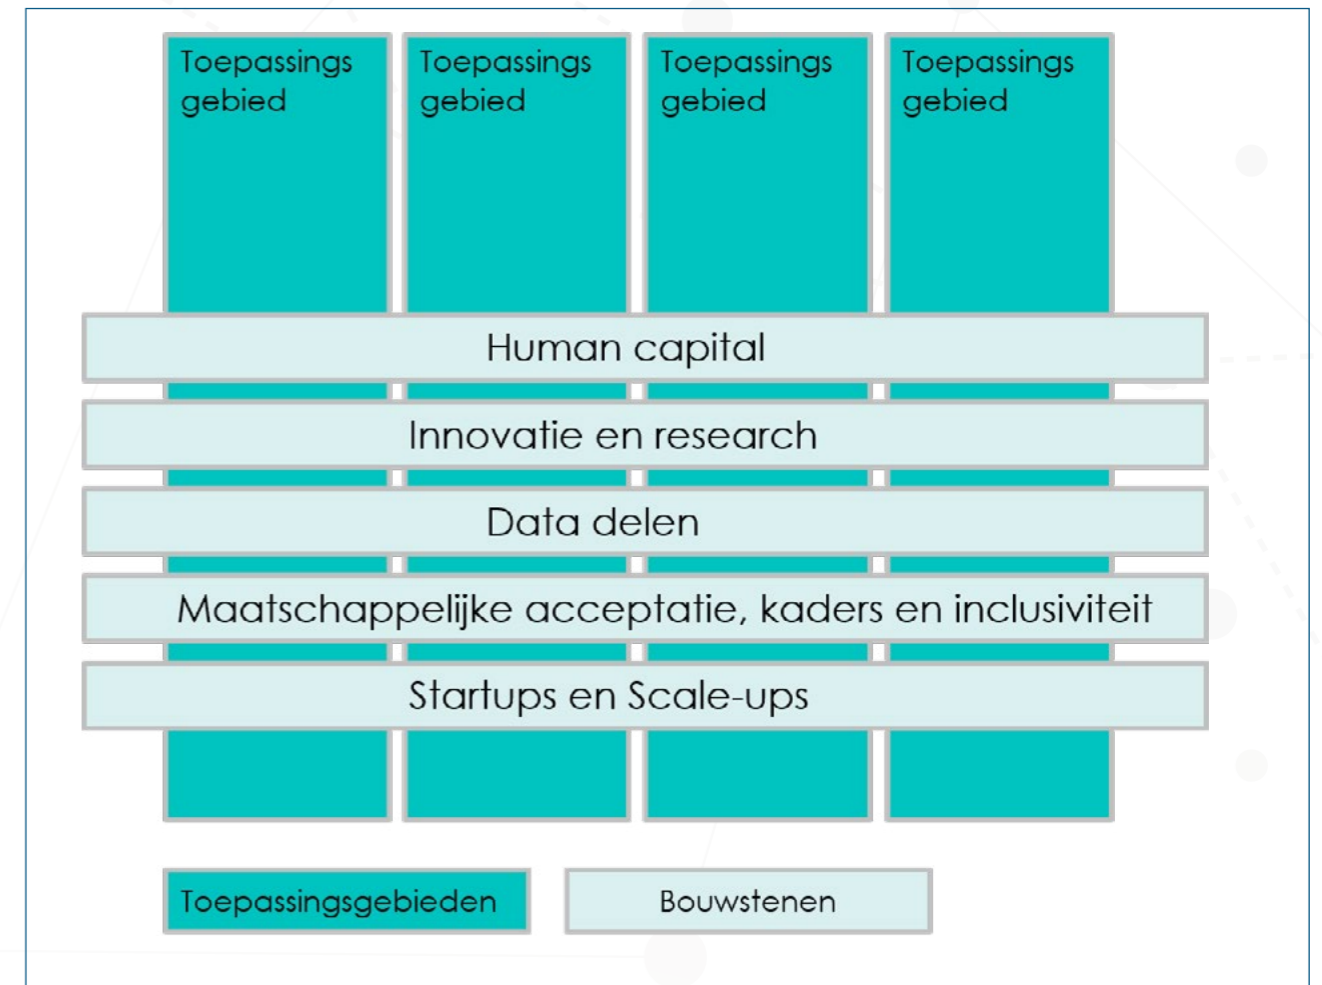 Toepassings
gebied
Toepassings
gebied
Toepassings
gebied
Toepassings
gebied
Human capital
Innovatie en research
Data delen
Maatschappelijke acceptatie, kaders en inclusiviteit
Startups en Scale-ups
Toepassingsgebieden
Bouwstenen